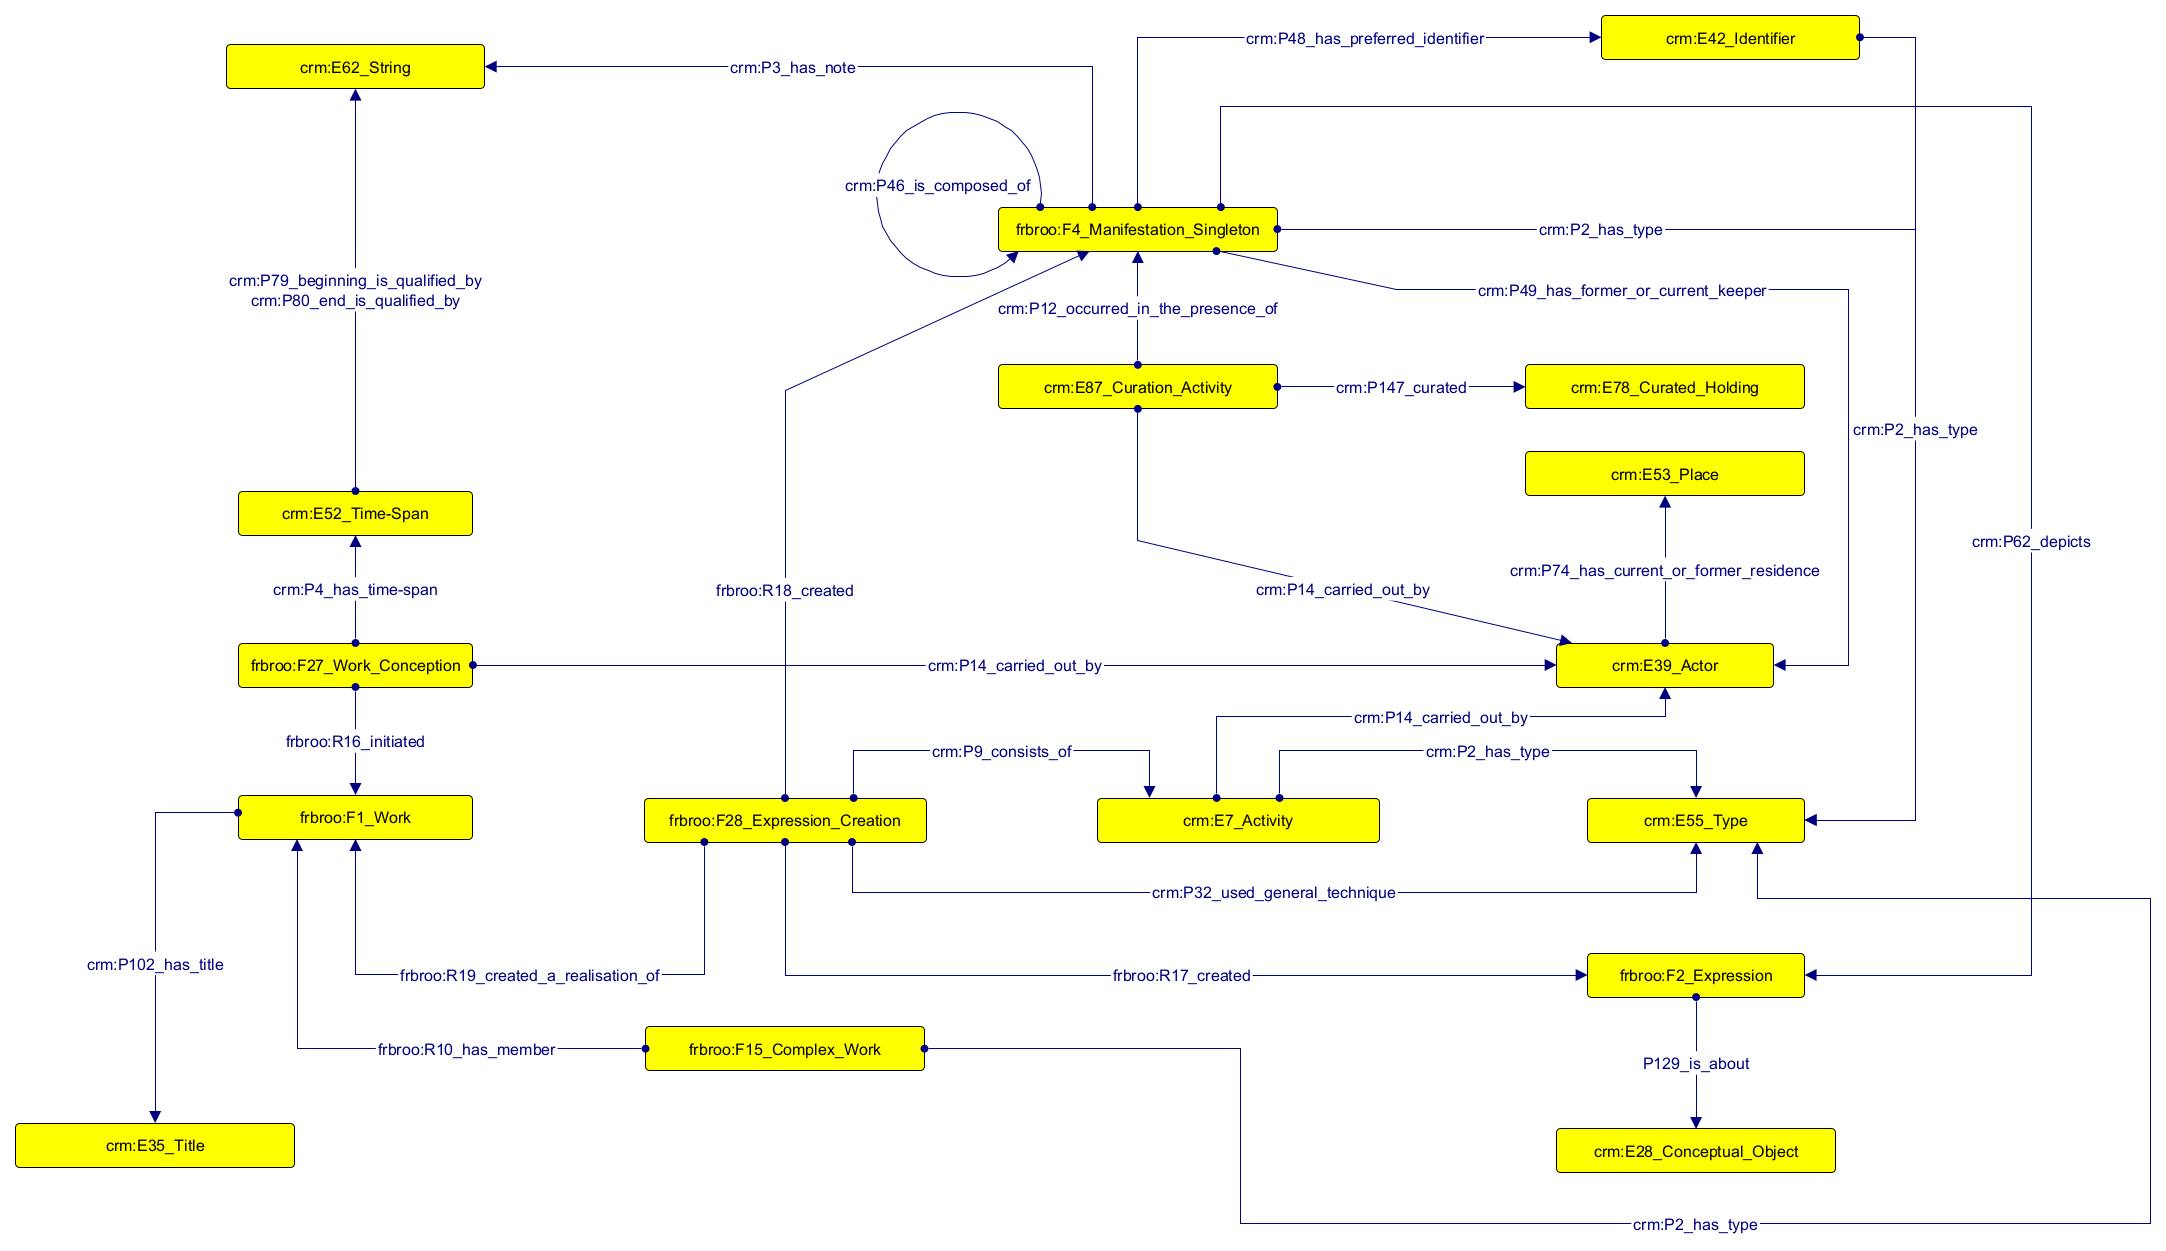 crm:P48_has_preferred_identifier
crm:E42_Identifier
crm:E62_String
crm:P3_has_note
crm:P46_is_composed_of
frbroo:F4_Manifestation_Singleton
crm:P2_has_type
crm:P79_beginning_is_qualified_by
crm:P80_end_is_qualified_by
crm:P49_has_former_or_current_keeper
crm:P12_occurred_in_the_presence_of
crm:E87_Curation_Activity
crm:P147_curated
crm:E78_Curated_Holding
crm:P2_has_type
crm:E53_Place
crm:E52_Time-Span
crm:P62_depicts
crm:P74_has_current_or_former_residence
crm:P4_has_time-span
frbroo:R18_created
crm:P14_carried_out_by
frbroo:F27_Work_Conception
crm:P14_carried_out_by
crm:E39_Actor
crm:P14_carried_out_by
frbroo:R16_initiated
crm:P9_consists_of
crm:P2_has_type
frbroo:F1_Work
frbroo:F28_Expression_Creation
crm:E7_Activity
crm:E55_Type
crm:P32_used_general_technique
crm:P102_has_title
frbroo:R19_created_a_realisation_of
frbroo:R17_created
frbroo:F2_Expression
frbroo:R10_has_member
frbroo:F15_Complex_Work
P129_is_about
crm:E35_Title
crm:E28_Conceptual_Object
crm:P2_has_type